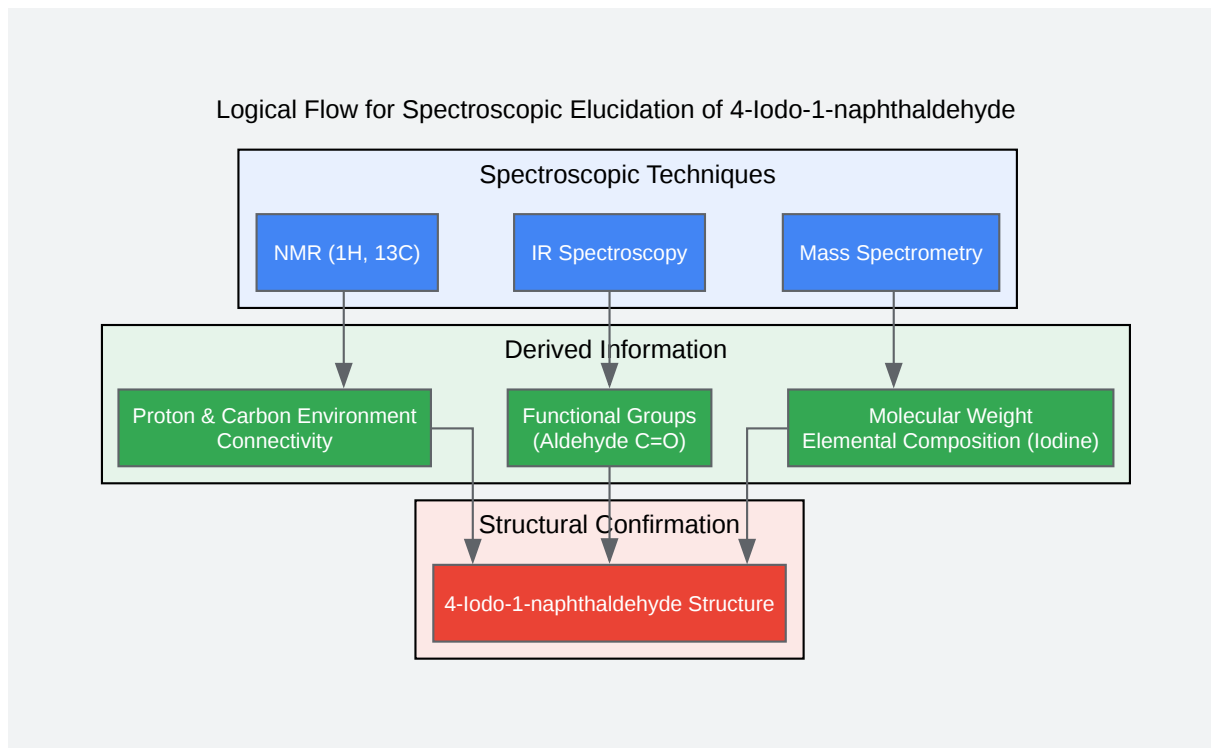 Logical Flow for Spectroscopic Elucidation of 4-Iodo-1-naphthaldehyde
Spectroscopic Techniques
NMR (1H, 13C)
IR Spectroscopy
Mass Spectrometry
Derived Information
Proton & Carbon Environment
Connectivity
Functional Groups
(Aldehyde C=O)
Molecular Weight
Elemental Composition (Iodine)
Structural Confirmation
4-Iodo-1-naphthaldehyde Structure